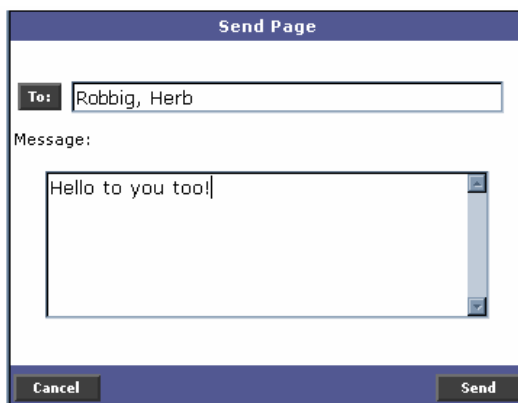 Send Page
To: Robbig, Herb
Message:
Hello to you too!
Cancel Send